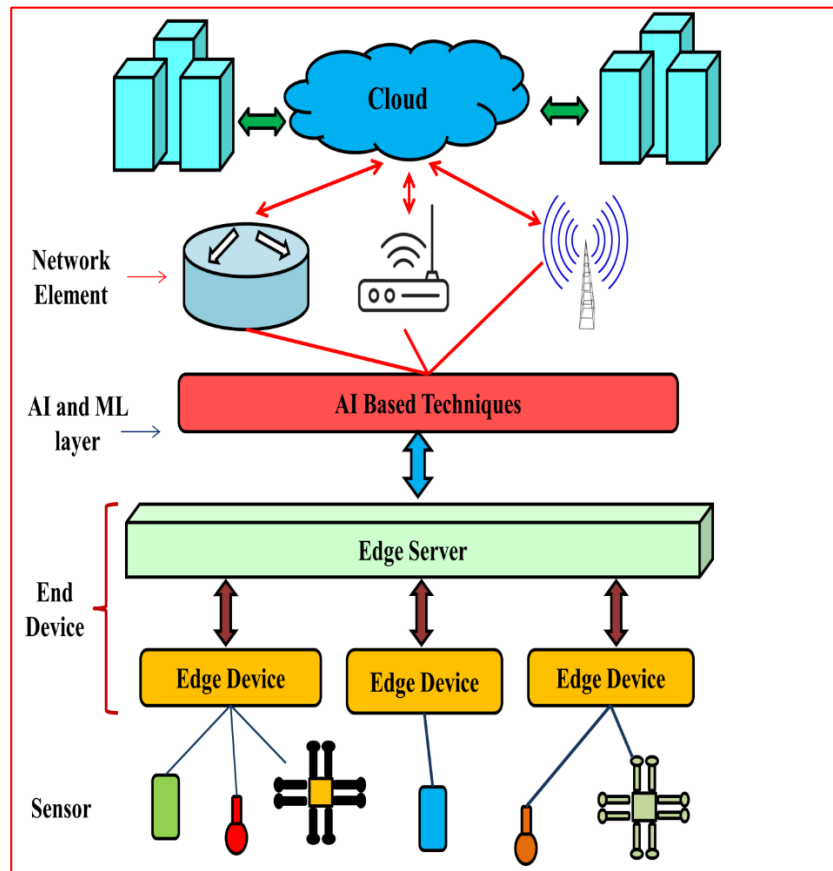 Cloud
Network
Element
AI Based Techniques
AI and ML
layer
Edge Server
End
Device
Edge Device
Edge Device
Edge Device
Sensor